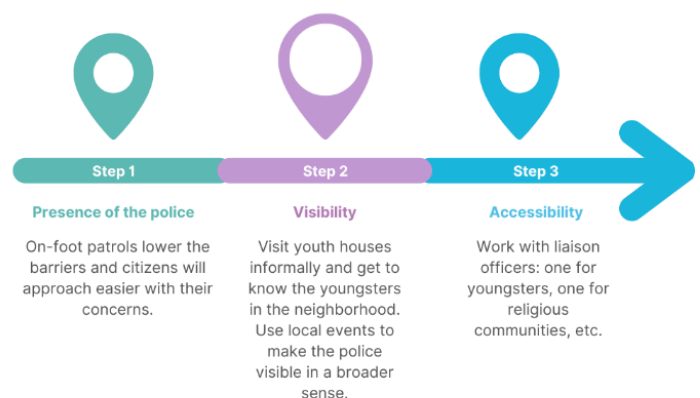 Step 1
Step 2
Step 3
Presence of the police
On-foot patrols lower the
barriers and citizens will
approach easier with their
concerns.
Visibility
Visit youth houses
informally and get to
know the youngsters
in the neighborhood.
Use local events to
make the police
visible in a broader
sense.
Accessibility
Work with liaison
officers: one for
youngsters, one for
religious
communities, etc.